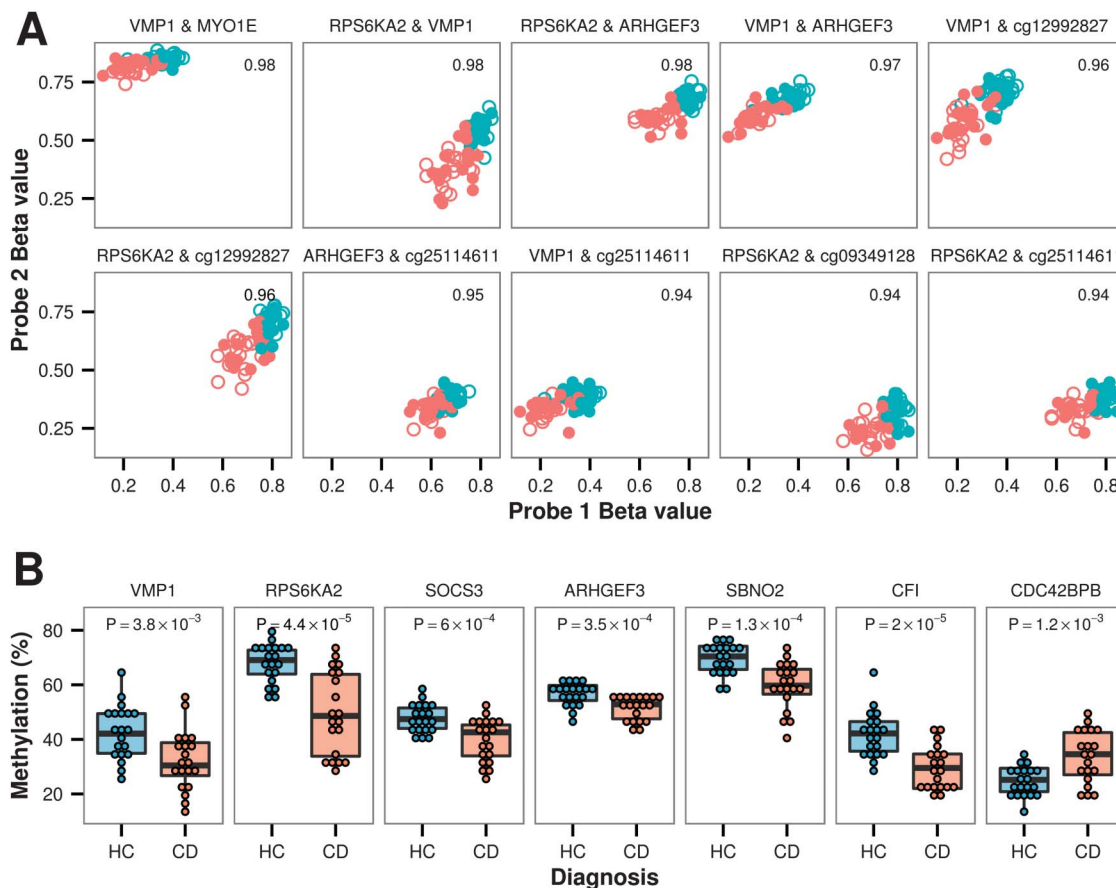 A
VMP1 & MYO1E RPS6KA2 & VMP1 RPS6KA2 & ARHGEF3 VMP1 & ARHGEF3 VMP1 & cg12992827
0.98 0.98 0.98 0.97 0.96
0.75
0.50
0.25
Probe 2 Beta value
RPS6KA2 & cg12992827 ARHGEF3 & cg25114611 VMP1 & cg25114611 RPS6KA2 & cg09349128 RPS6KA2 & cg2511461
0.96 0.95 0.94 0.94 0.94
0.75
0.50
0.25
0.2 0.4 0.6 0.8 0.2 0.4 0.6 0.8 0.2 0.4 0.6 0.8 0.2 0.4 0.6 0.8 0.2 0.4 0.6 0.8
Probe 1 Beta value
B
VMP1 RPS6KA2 SOCS3 ARHGEF3 SBNO2 CFI CDC42BPB
P = 3.8 × 10⁻³ P = 4.4 × 10⁻⁵ P = 6 × 10⁻⁴ P = 3.5 × 10⁻⁴ P = 1.3 × 10⁻⁴ P = 2 × 10⁻⁵ P = 1.2 × 10⁻³
80
60
40
20
Methylation (%)
HC CD HC CD HC CD HC CD HC CD HC CD HC CD
Diagnosis